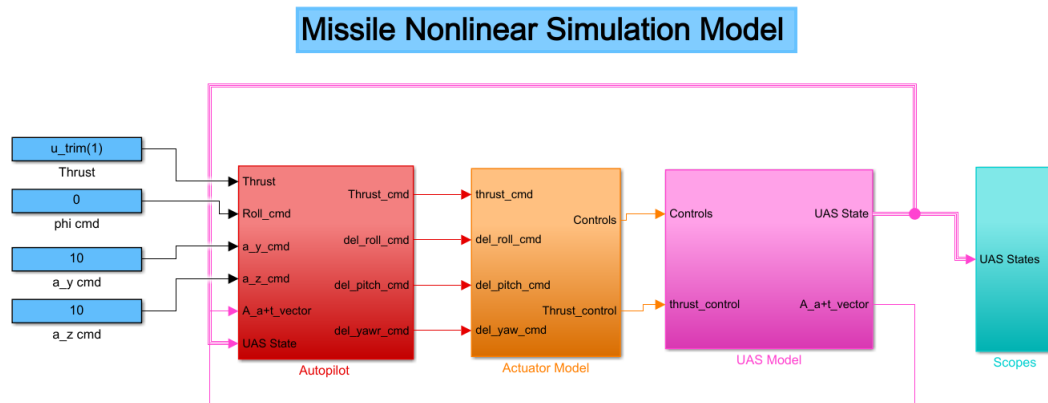 Missile Nonlinear Simulation Model
u_trim(1)
Thrust
0
phi cmd
10
a_y cmd
10
a_z cmd
Thrust
Roll_cmd
a_y_cmd
a_z_cmd
A_a+t_vector
UAS State
Thrust_cmd
del_roll_cmd
del_pitch_cmd
del_yawr_cmd
Autopilot
thrust_cmd
del_roll_cmd
del_pitch_cmd
del_yaw_cmd
Controls
Thrust_control
Actuator Model
Controls
thrust_control
UAS State
A_a+t_vector
UAS Model
UAS States
Scopes